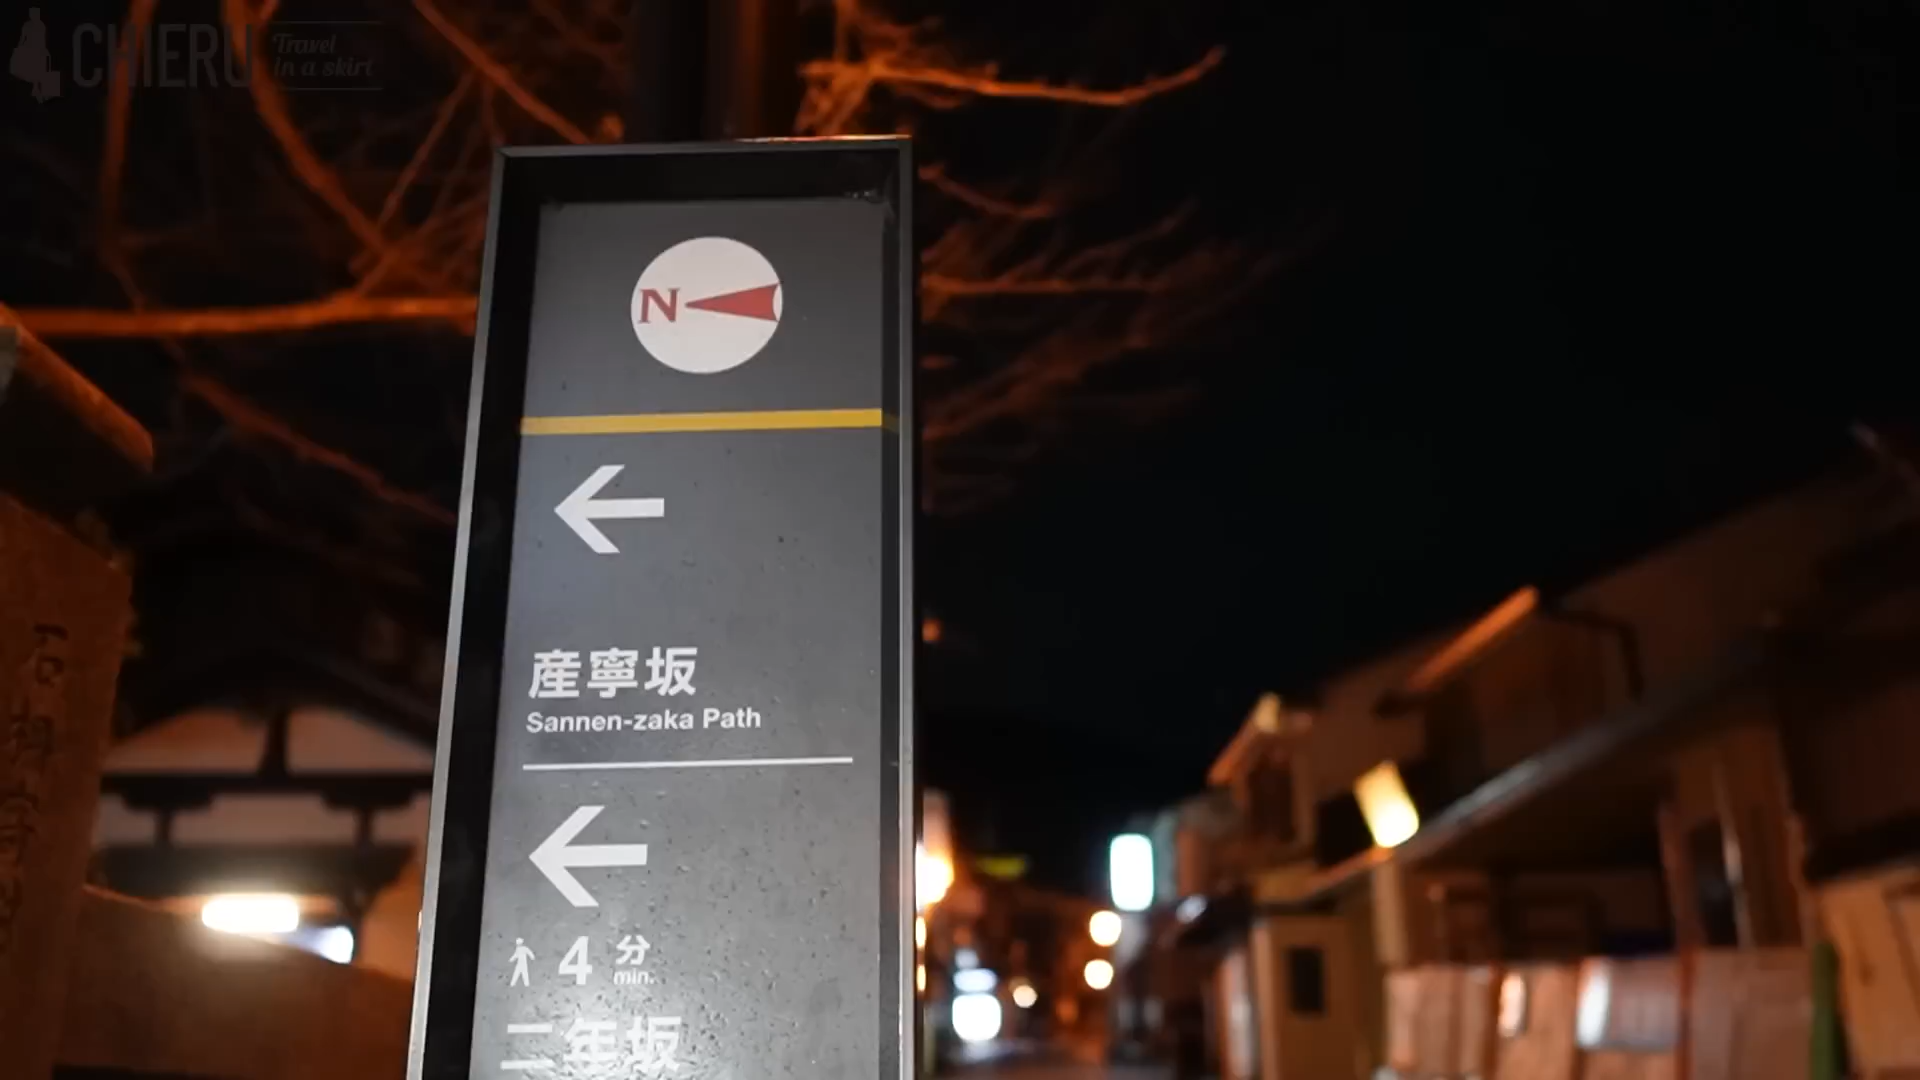 CHIERU
Travel
in a skirt
N
産寧坂
Sannen-zaka Path
4 分
min.
二年坂